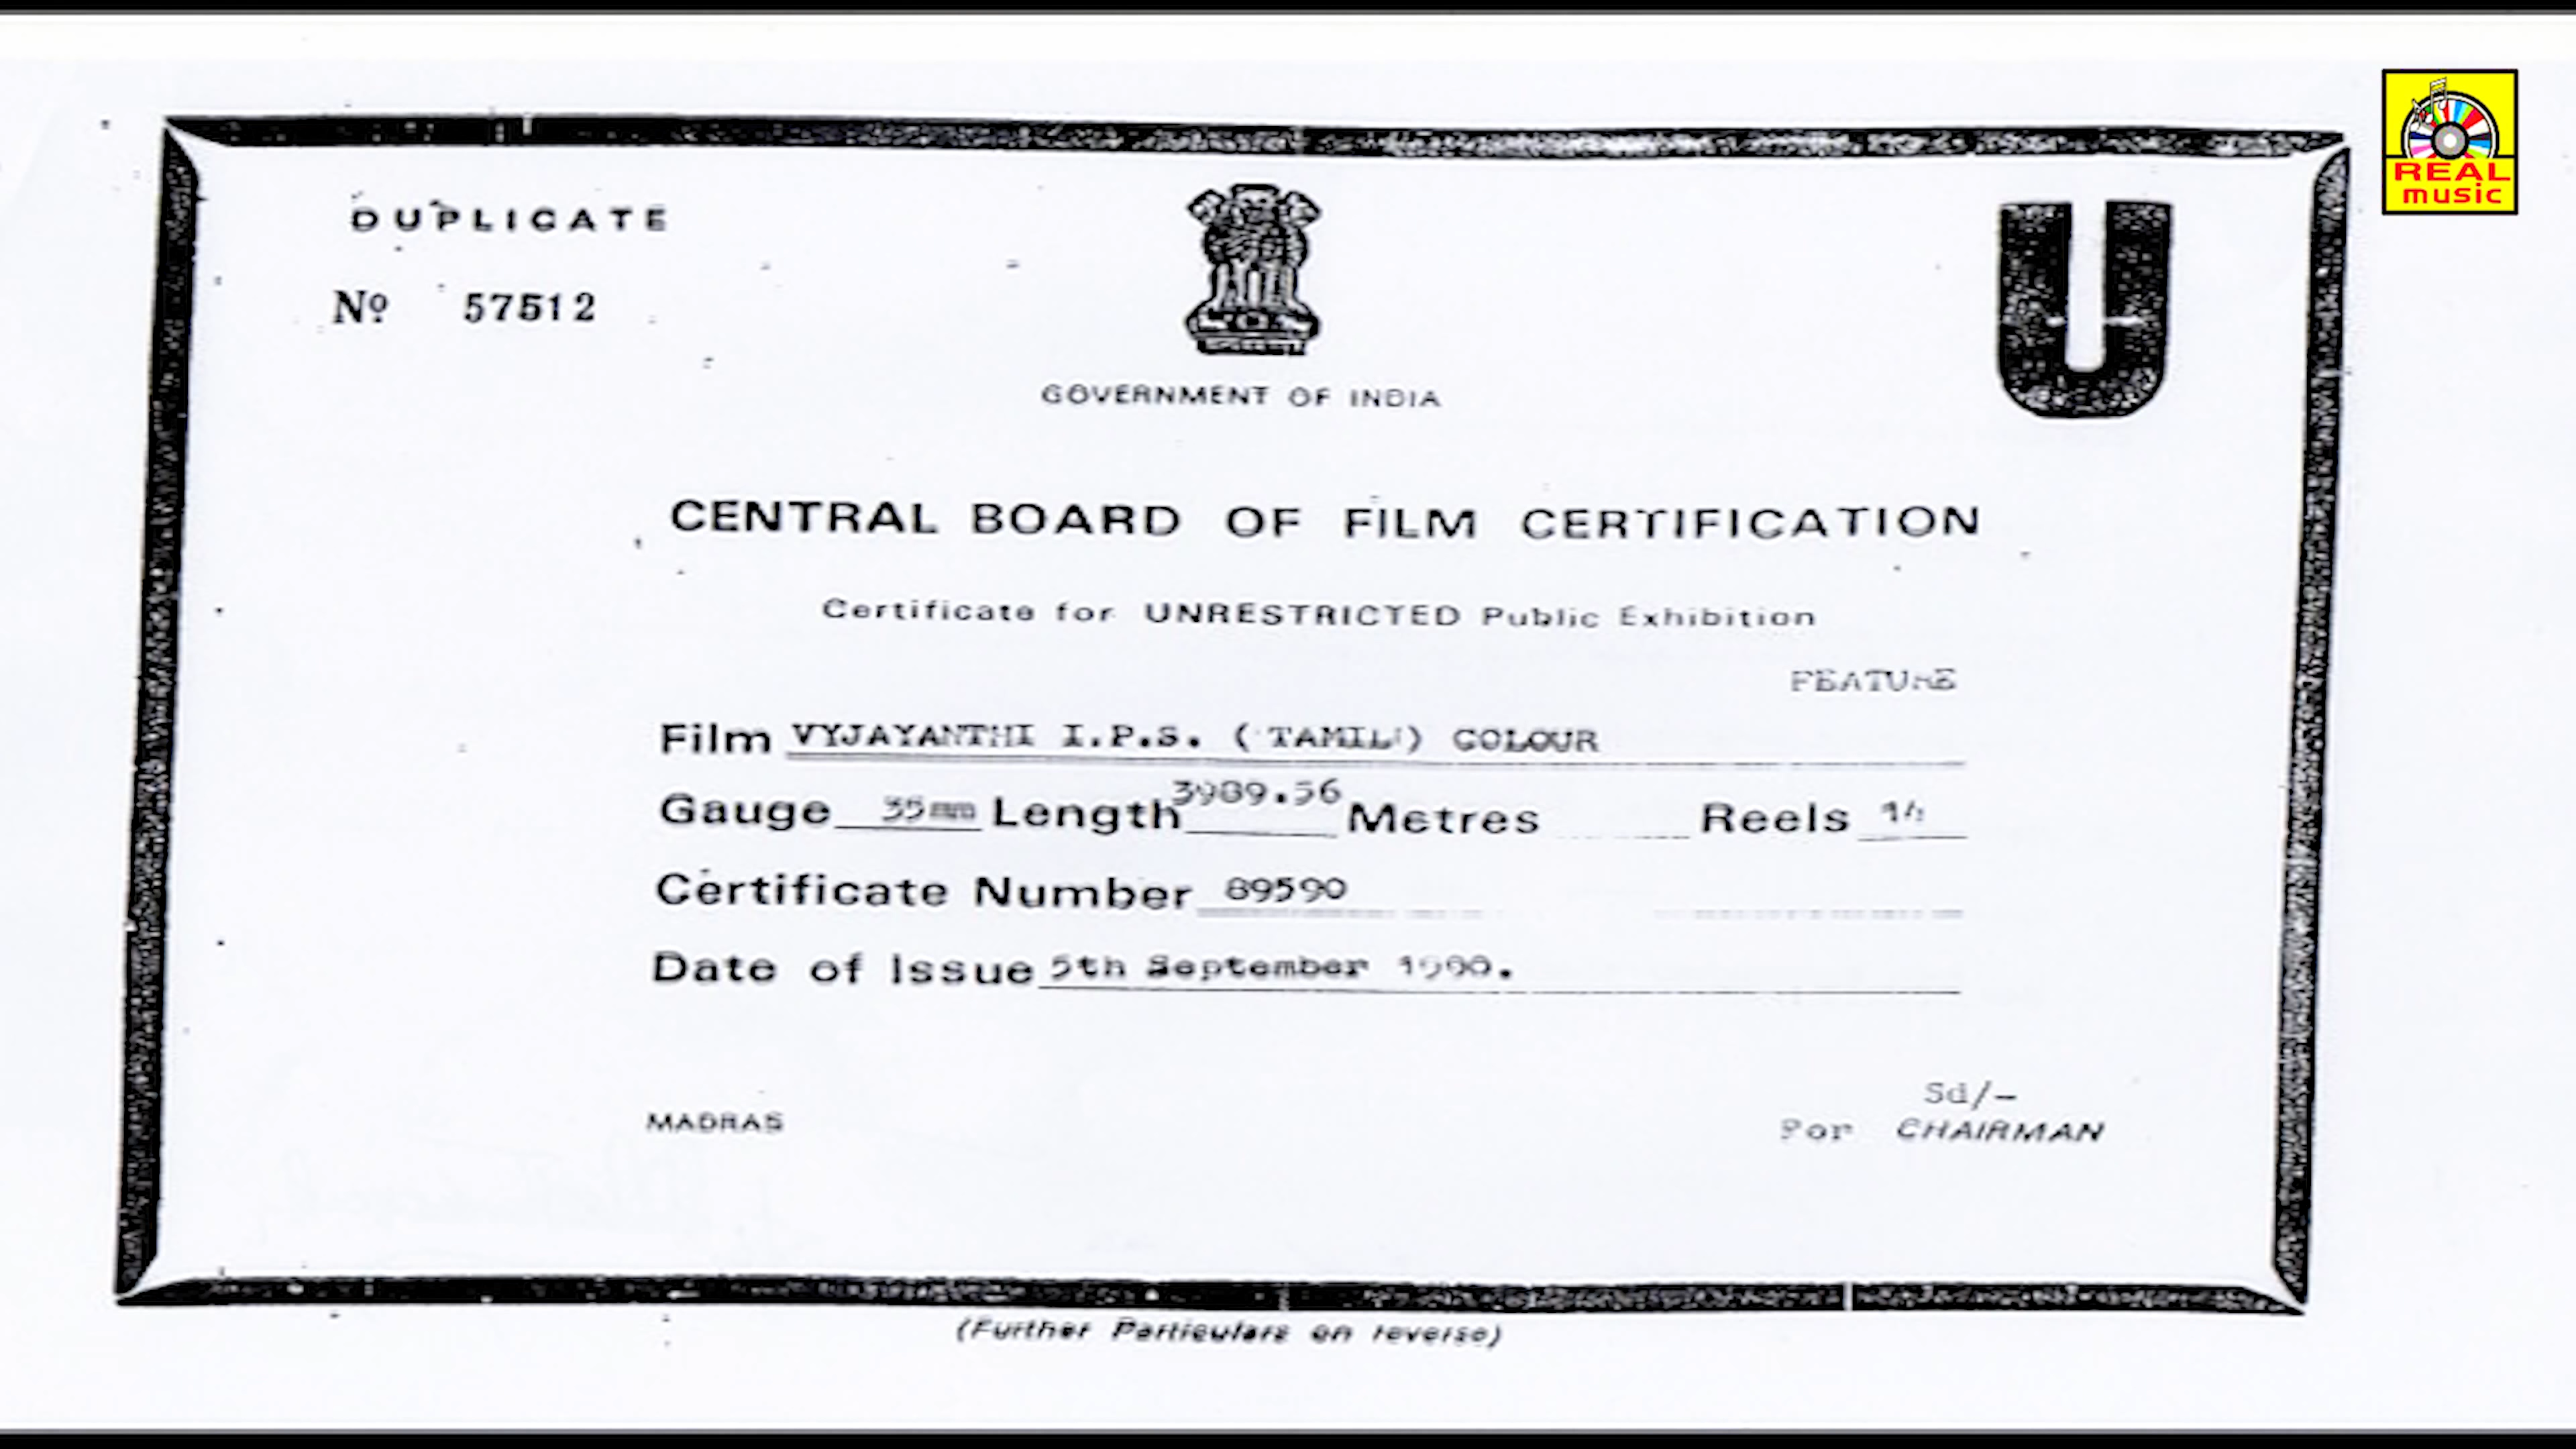 REAL
music
DUPLICATE
U
Nº 57512
GOVERNMENT OF INDIA
CENTRAL BOARD OF FILM CERTIFICATION
Certificate for UNRESTRICTED Public Exhibition
FEATURE
Film VYJAYANTHI I.P.S. (TAMIL) COLOUR
Gauge 35mm Length 3989.56 Metres Reels
Certificate Number 89590
Date of Issue 5th September
MADRAS
Sd/-
For CHAIRMAN
(Further Particulars on reverse)